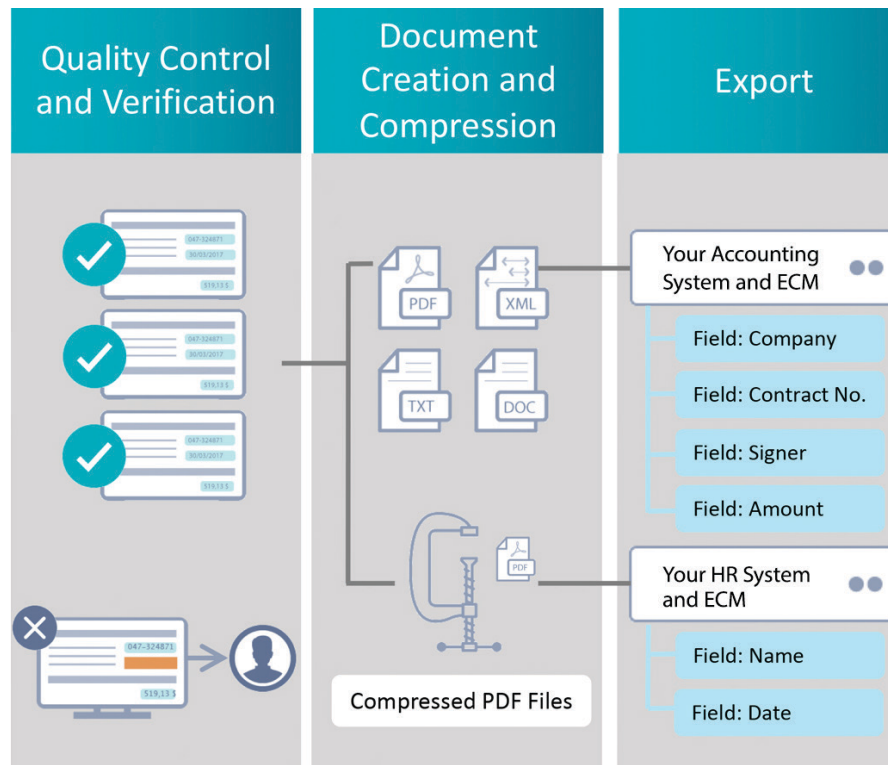 Quality Control
and Verification
047-324871
30/03/2017
519,13 $
047-324871
30/03/2017
519,13 $
047-324871
30/03/2017
519,13 $
047-324871
519,13 $
Document
Creation and
Compression
PDF
XML
TXT
DOC
PDF
Compressed PDF Files
Export
Your Accounting
System and ECM
Field: Company
Field: Contract No.
Field: Signer
Field: Amount
Your HR System
and ECM
Field: Name
Field: Date